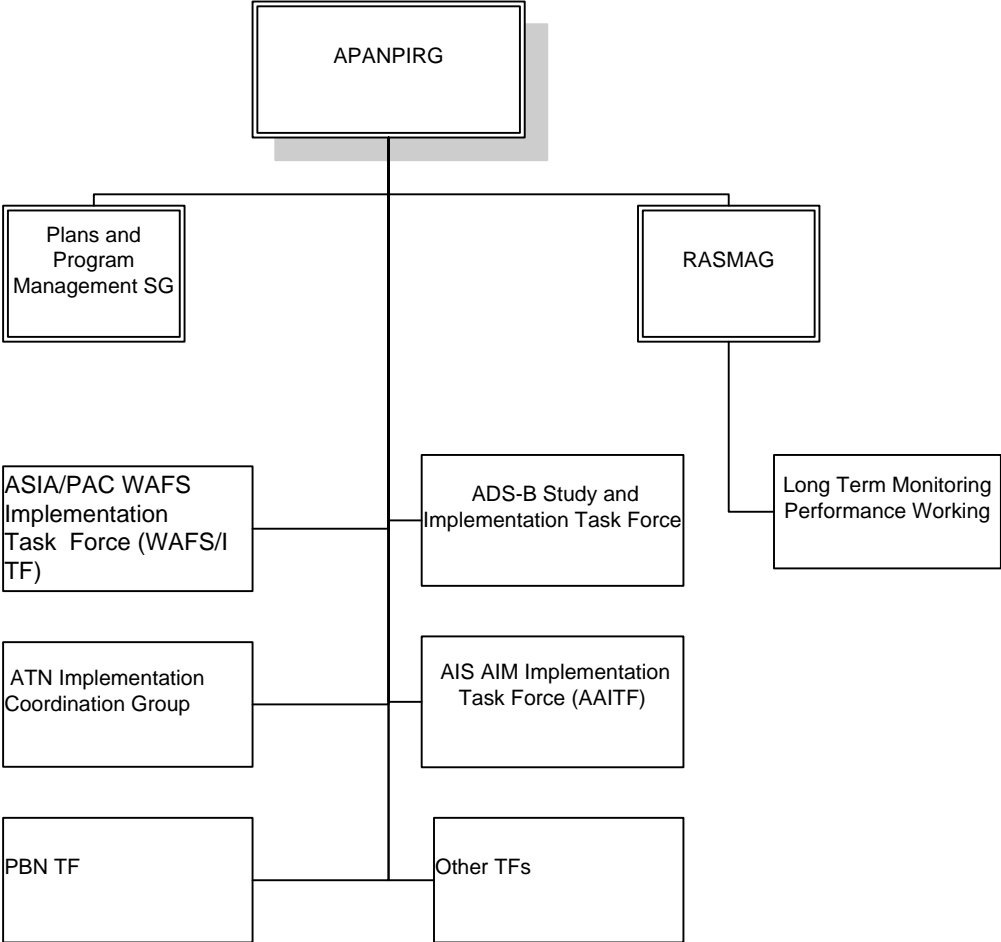 APANPIRG
Plans and
Program
Management SG
RASMAG
ASIA/PAC WAFS
Implementation
Task Force (WAFS/I
TF)
ADS-B Study and
Implementation Task Force
Long Term Monitoring
Performance Working
ATN Implementation
Coordination Group
AIS AIM Implementation
Task Force (AAITF)
PBN TF
Other TFs